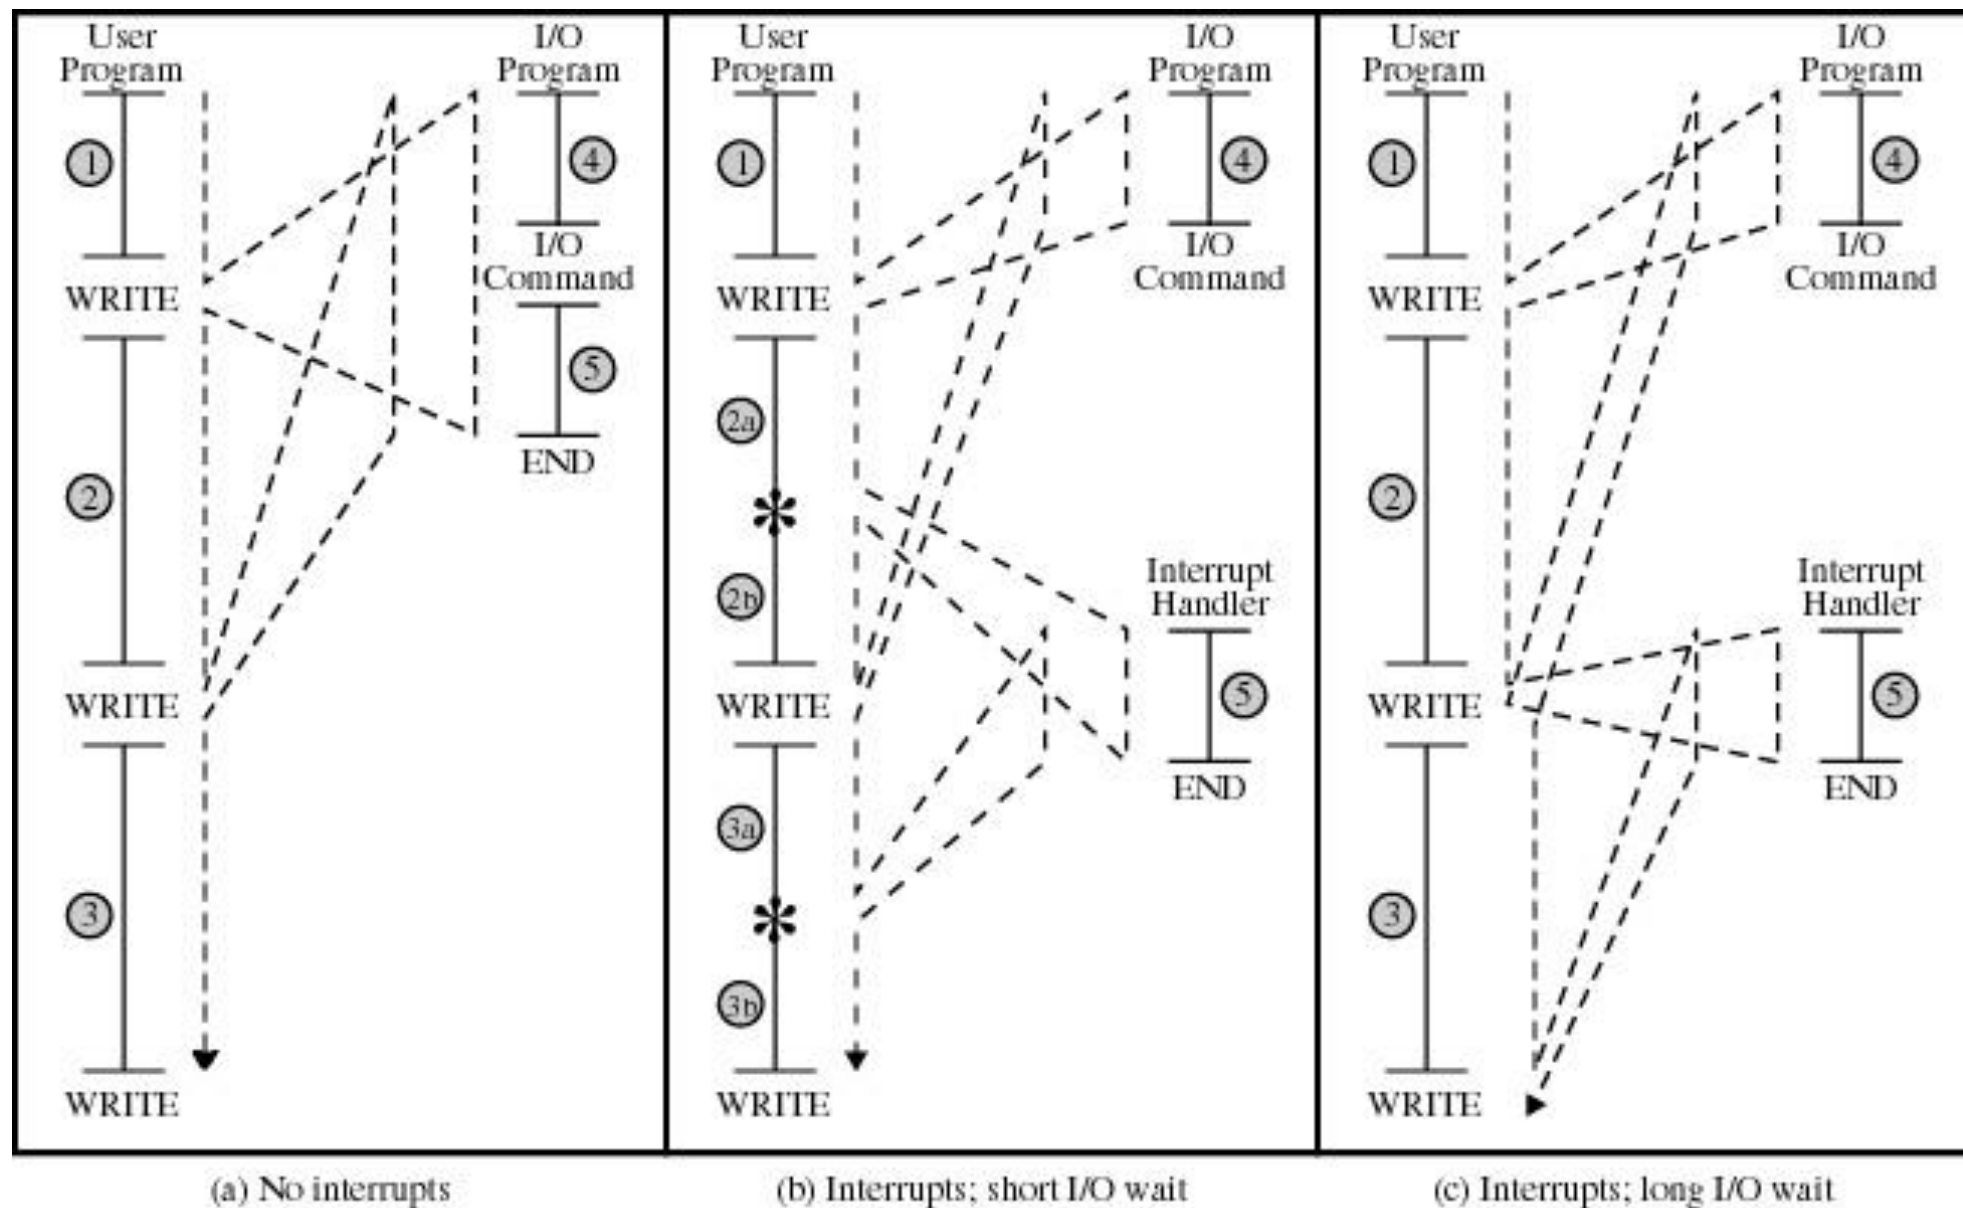 User
Program
I/O
Program
1
4
I/O
Command
WRITE
5
END
2
WRITE
3
WRITE
(a) No interrupts
User
Program
I/O
Program
1
4
I/O
Command
WRITE
2a
*
2b
Interrupt
Handler
5
END
WRITE
3a
*
3b
WRITE
(b) Interrupts; short I/O wait
User
Program
I/O
Program
1
4
I/O
Command
WRITE
2
Interrupt
Handler
5
END
WRITE
3
WRITE
(c) Interrupts; long I/O wait